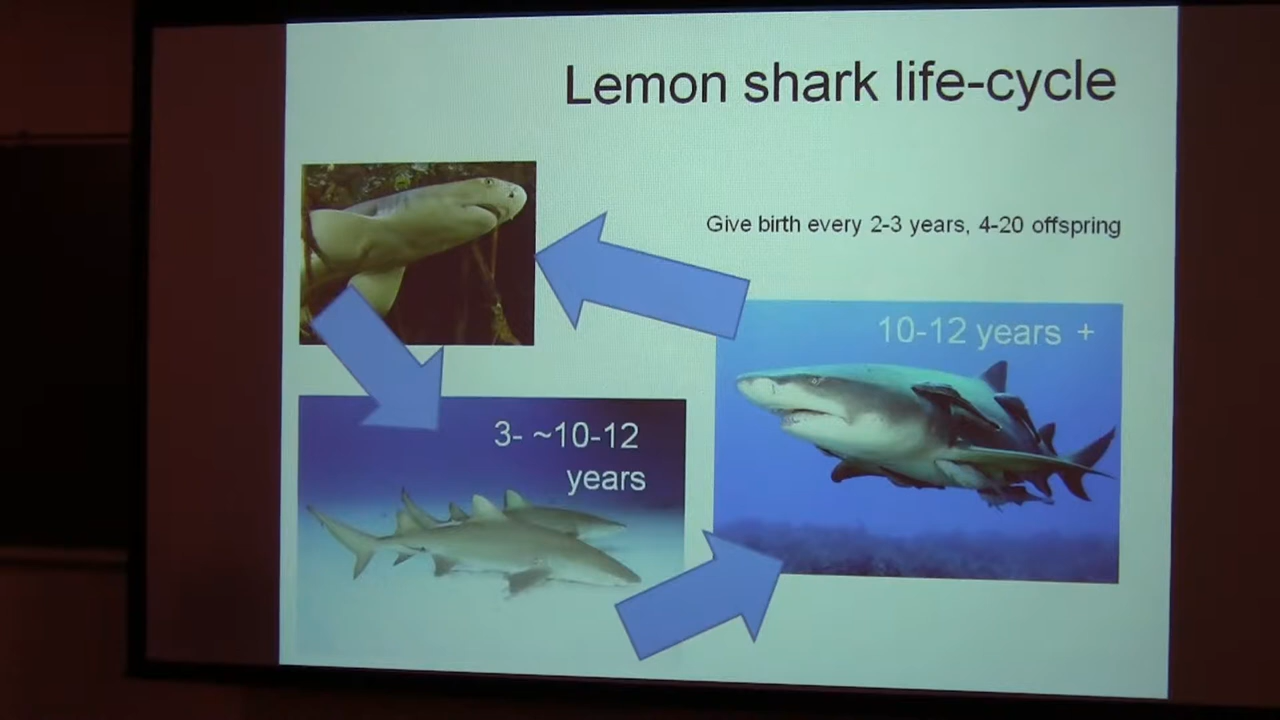 Lemon shark life-cycle
Give birth every 2-3 years, 4-20 offspring
10-12 years +
3- ~10-12
years